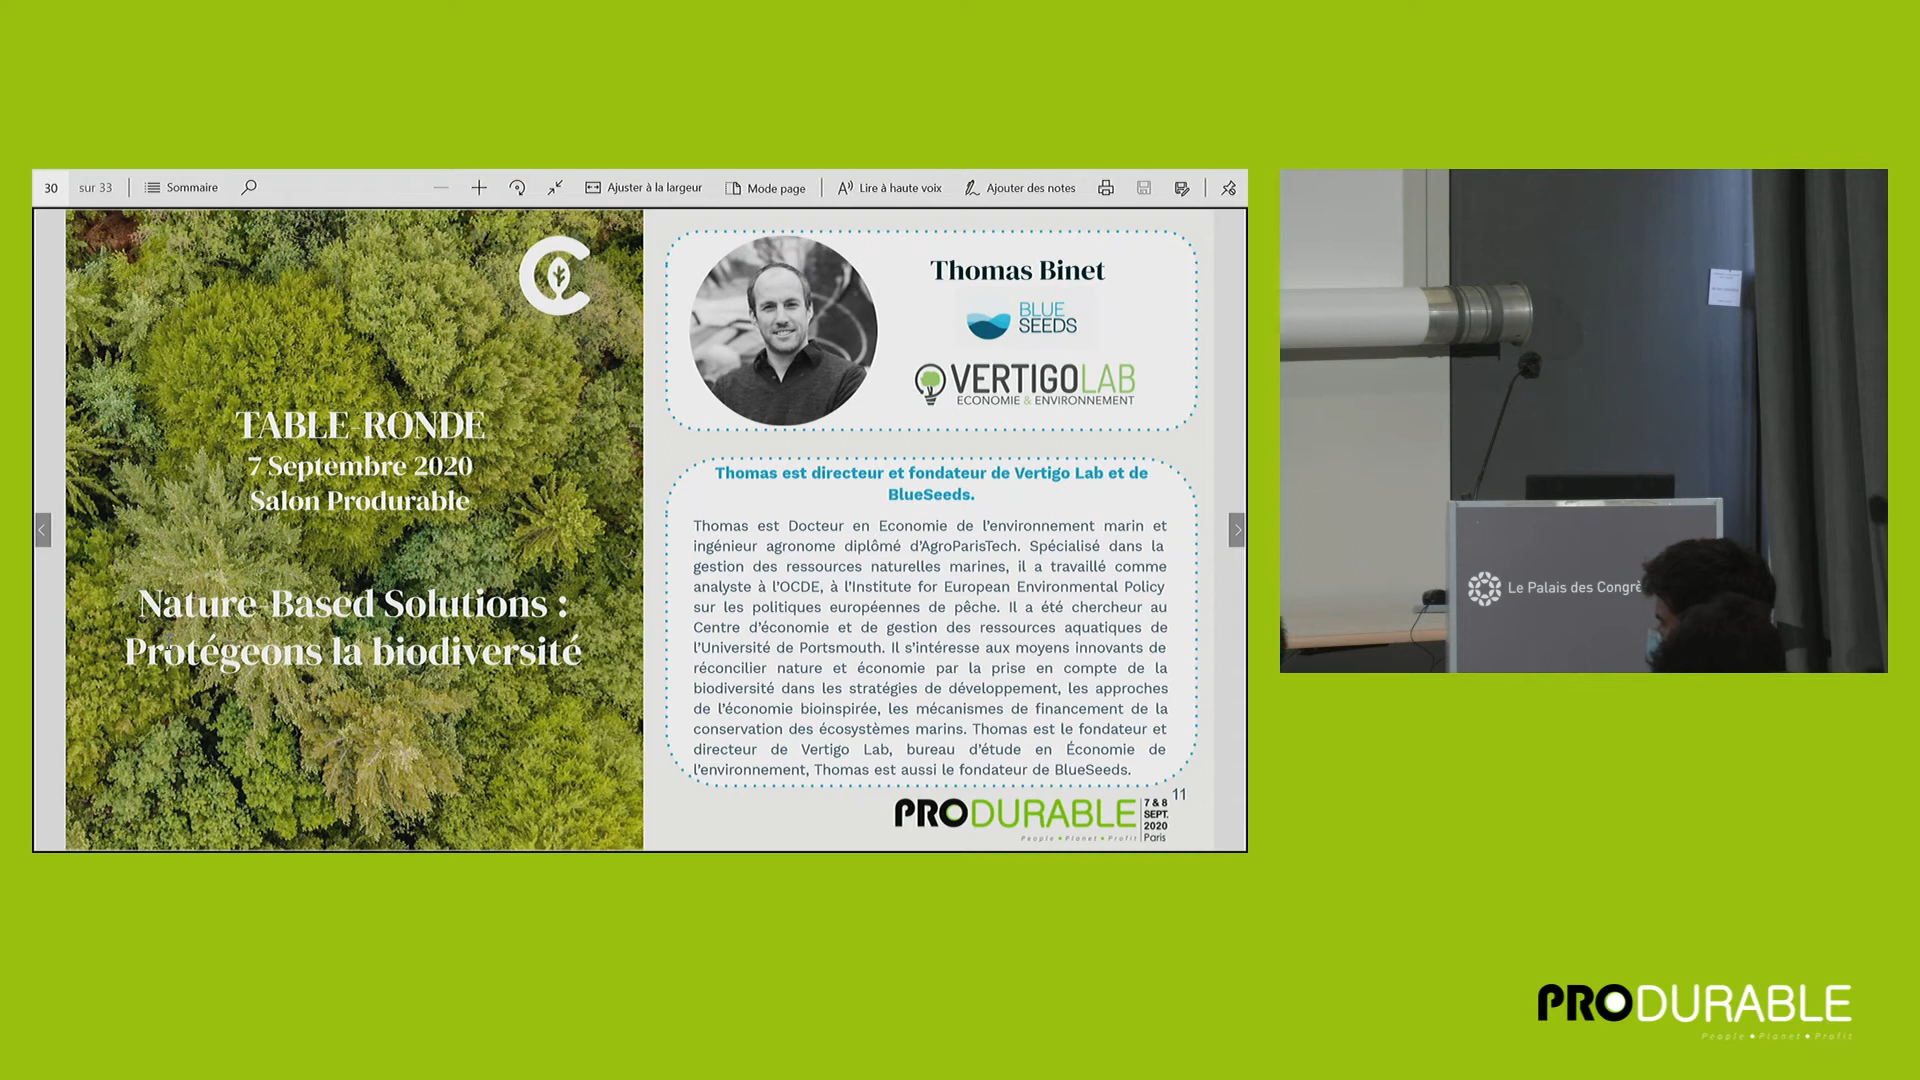 30 sur 33 Sommaire Ajuster à la largeur Mode page Lire à haute voix Ajouter des notes
TABLE-RONDE
7 Septembre 2020
Salon Produrable
Nature-Based Solutions :
Protégeons la biodiversité
Thomas Binet
BLUE
SEEDS
VERTIGOLAB
ECONOMIE & ENVIRONNEMENT
Thomas est directeur et fondateur de Vertigo Lab et de
BlueSeeds.
Thomas est Docteur en Economie de l'environnement marin et
ingénieur agronome diplômé d'AgroParisTech. Spécialisé dans la
gestion des ressources naturelles marines, il a travaillé comme
analyste à l'OCDE, à l'Institute for European Environmental Policy
sur les politiques européennes de pêche. Il a été chercheur au
Centre d'économie et de gestion des ressources aquatiques de
l'Université de Portsmouth. Il s'intéresse aux moyens innovants de
réconcilier nature et économie par la prise en compte de la
biodiversité dans les stratégies de développement, les approches
de l'économie bioinspirée, les mécanismes de financement de la
conservation des écosystèmes marins. Thomas est le fondateur et
directeur de Vertigo Lab, bureau d'étude en Économie de
l'environnement, Thomas est aussi le fondateur de BlueSeeds.
11
PRODURABLE
People • Planet • Profit
7 & 8
SEPT.
2020
Paris
Le Palais des Congrè
PRODURABLE
People • Planet • Profit